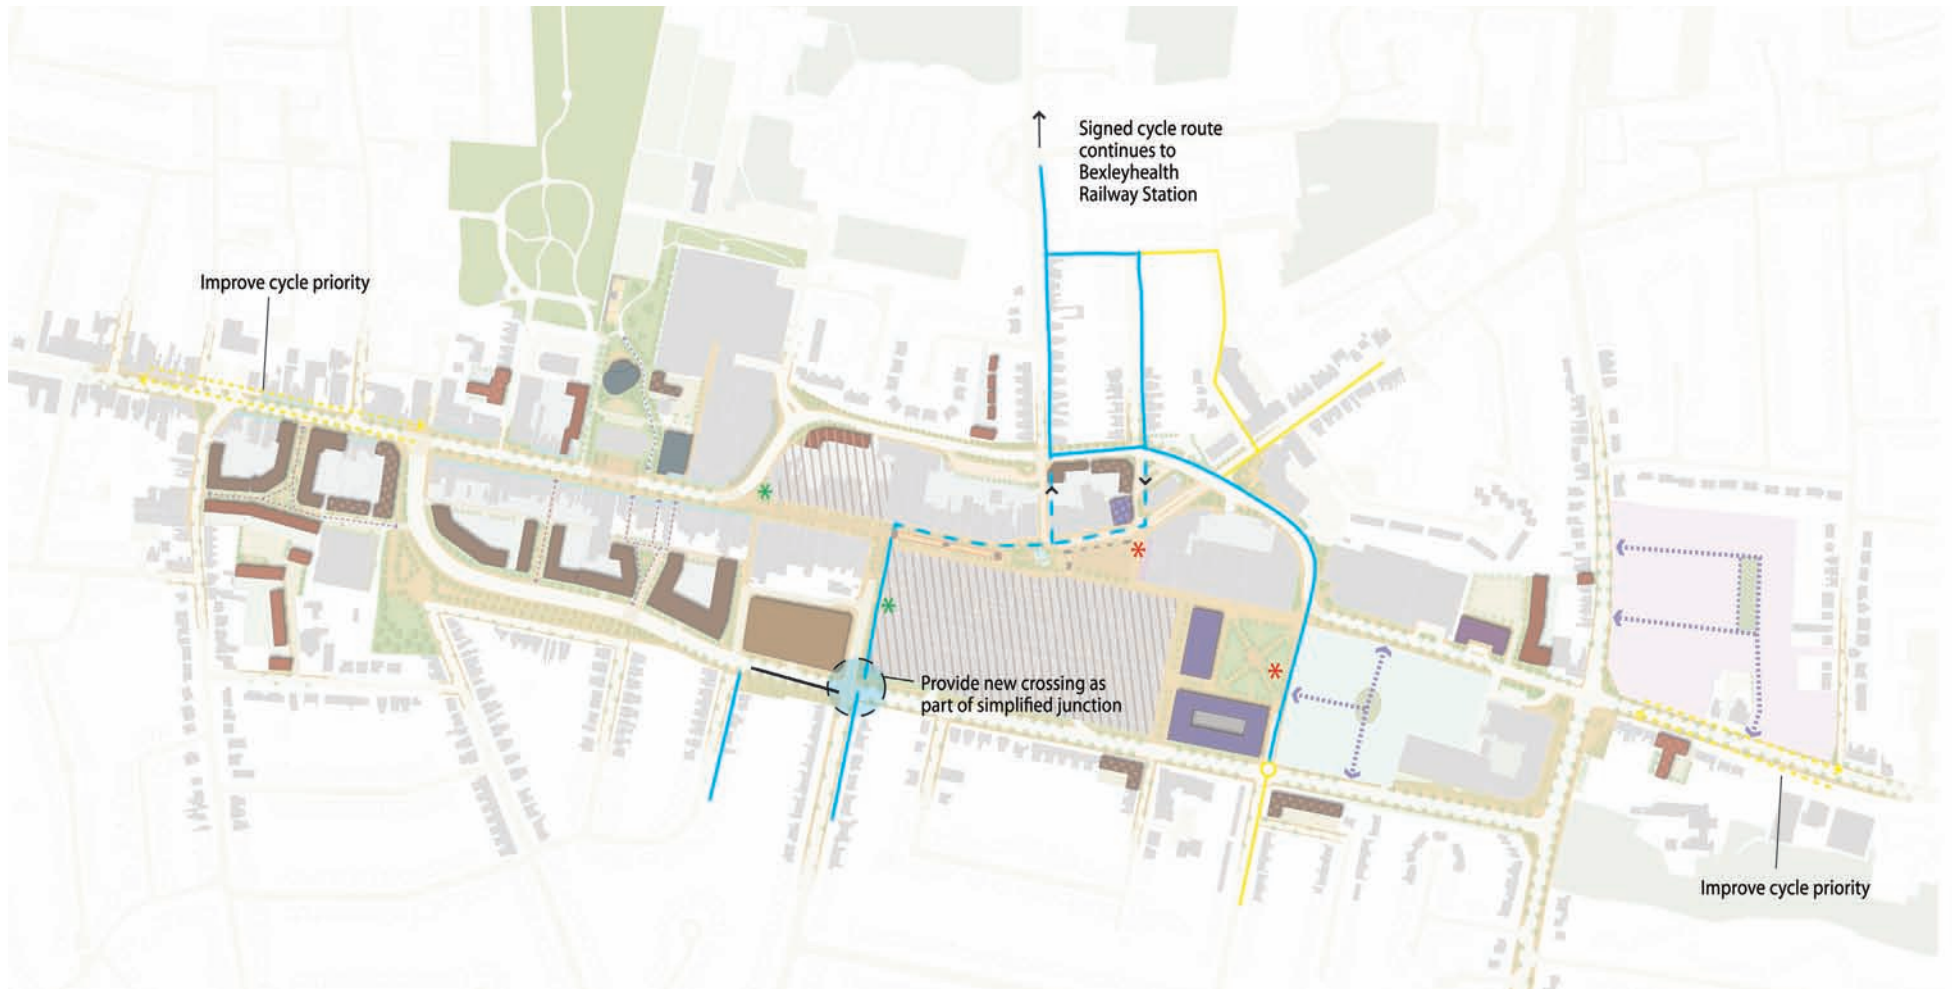 Signed cycle route
continues to
Bexleyhealth
Railway Station
Improve cycle priority
Provide new crossing as
part of simplified junction
Improve cycle priority